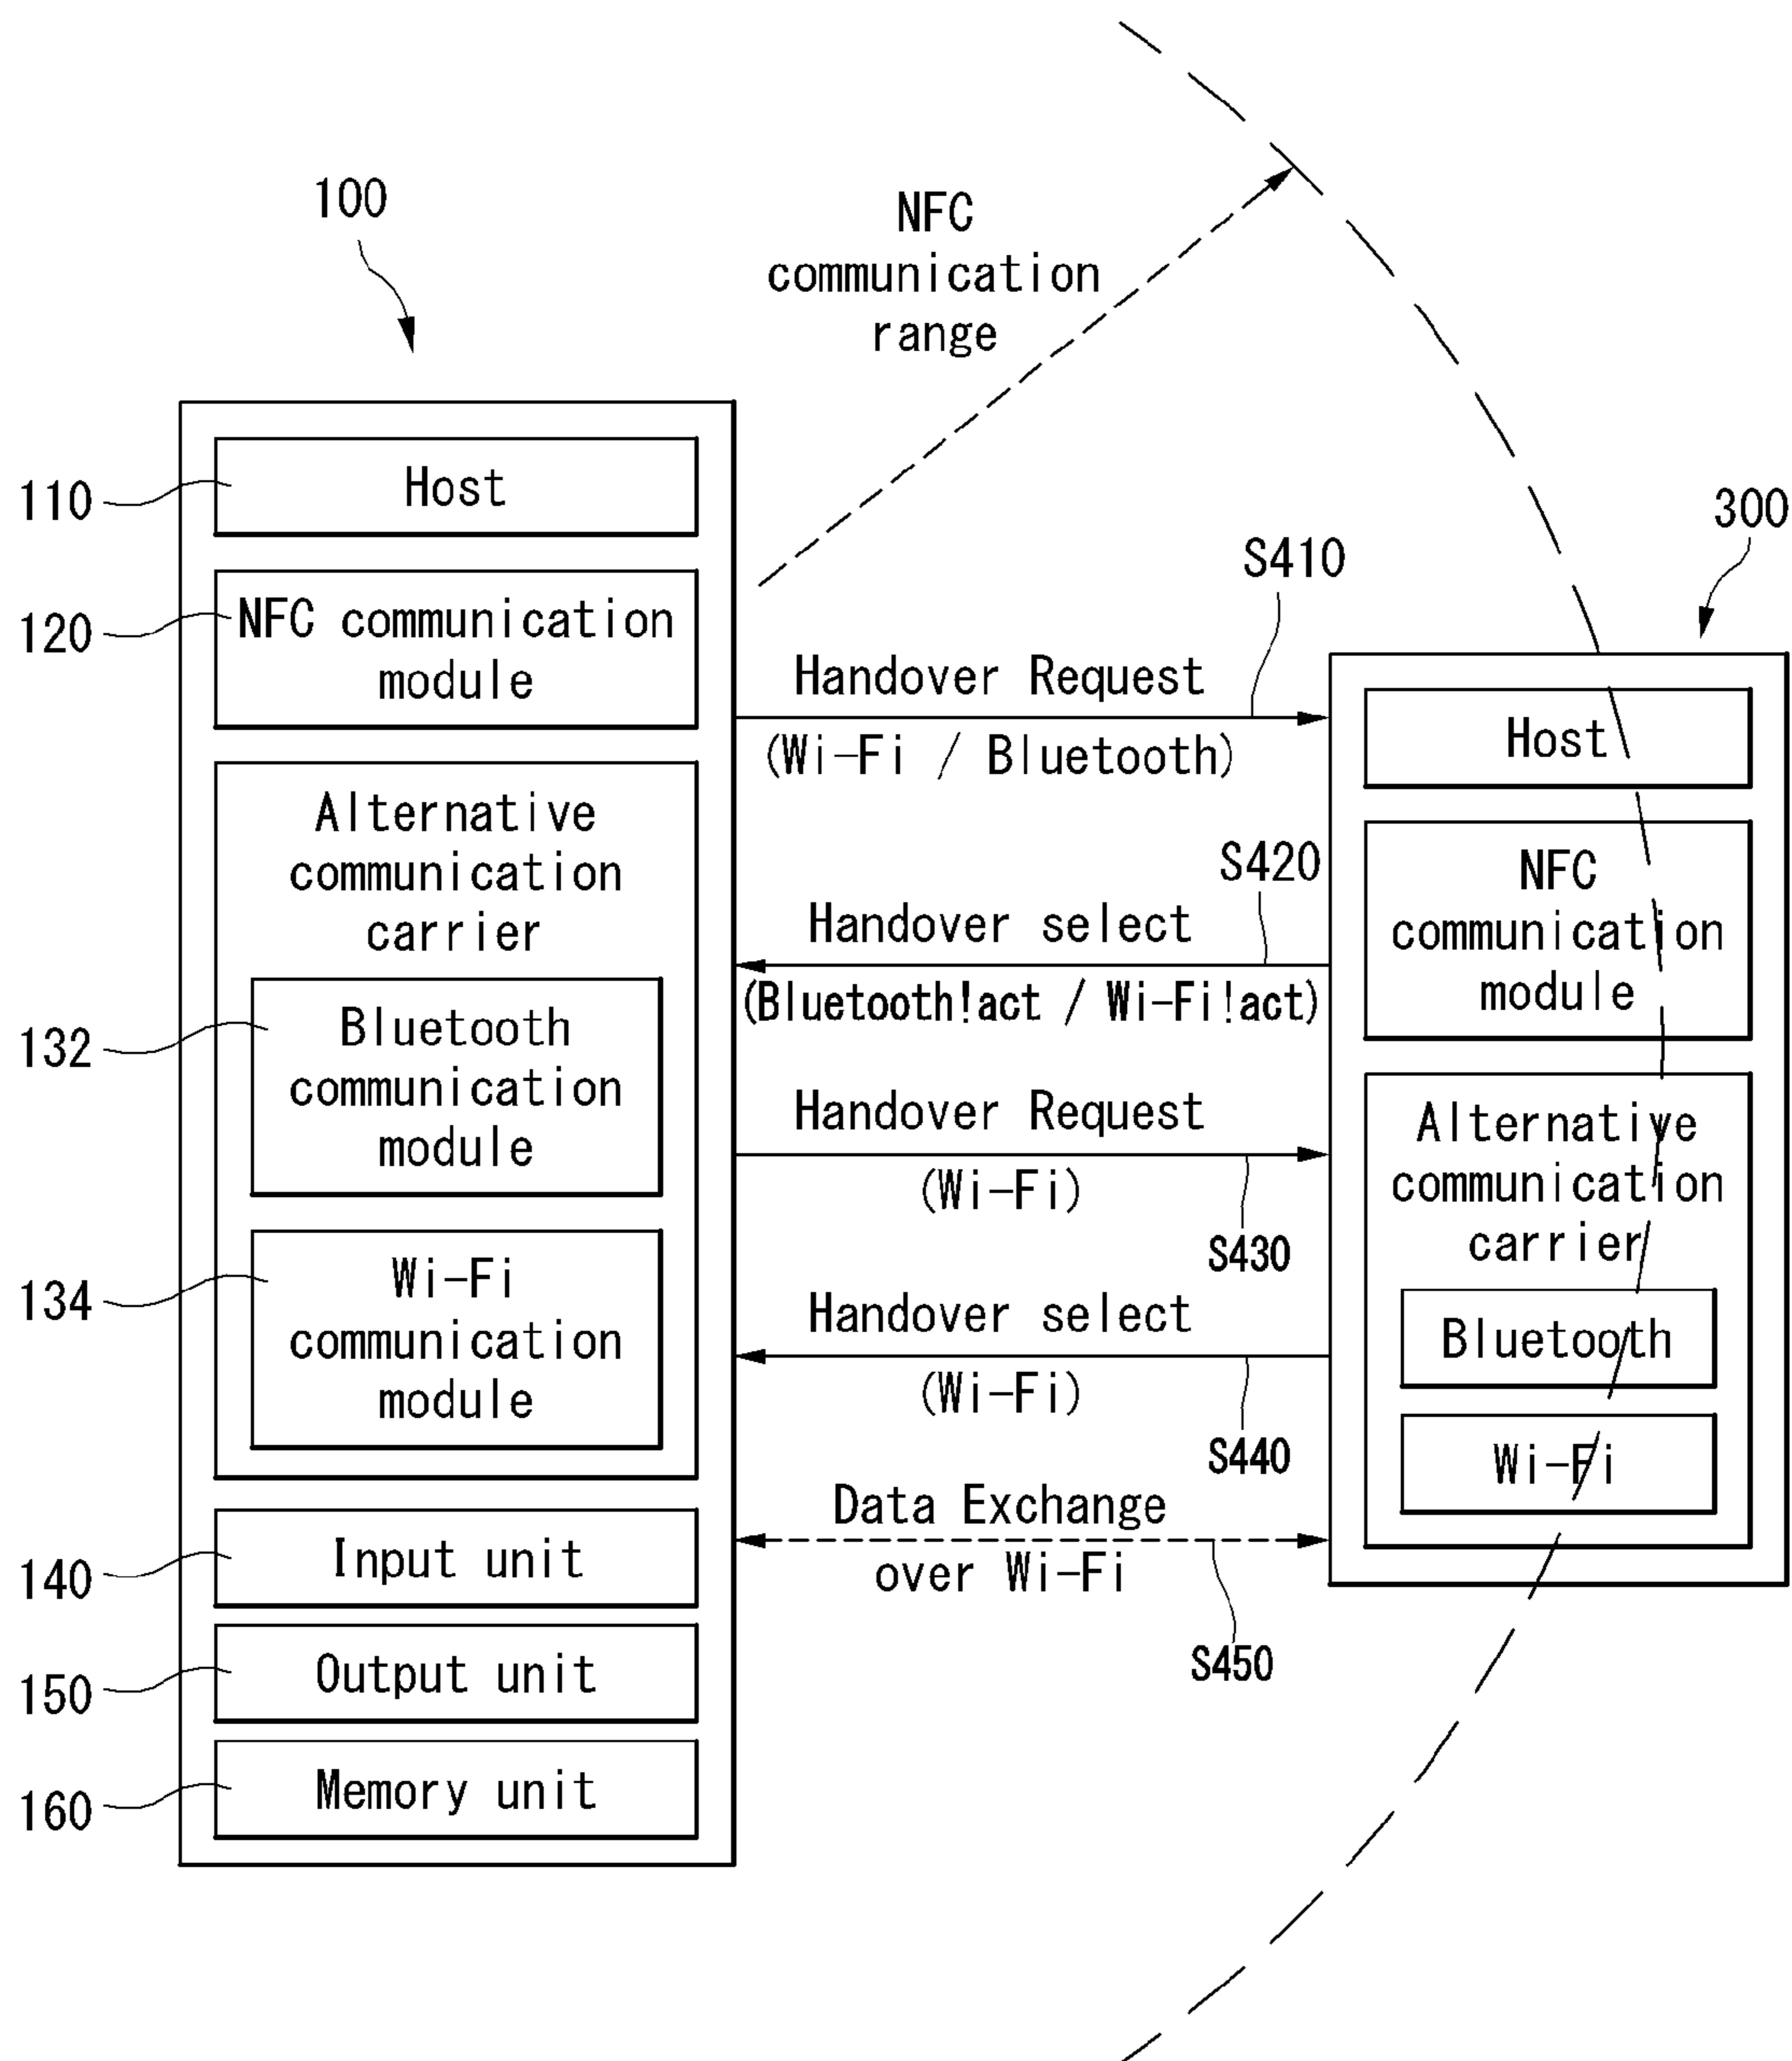 100
NFC
communication
range
110
Host
300
120
NFC communication
module
S410
Handover Request
(Wi-Fi / Bluetooth)
Host
Alternative
communication
carrier
S420
Handover select
(Bluetooth!act / Wi-Fi!act)
NFC
communication
module
132
Bluetooth
communication
module
Handover Request
(Wi-Fi)
S430
Alternative
communication
carrier
134
Wi-Fi
communication
module
Handover select
(Wi-Fi)
S440
Bluetooth
Wi-Fi
140
Input unit
Data Exchange
over Wi-Fi
S450
150
Output unit
160
Memory unit